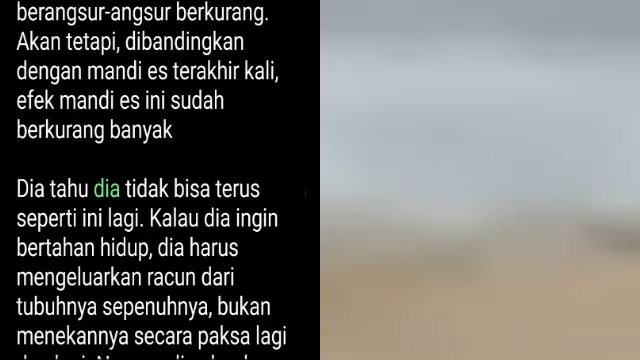 berangsur-angsur berkurang.
Akan tetapi, dibandingkan
dengan mandi es terakhir kali,
efek mandi es ini sudah
berkurang banyak
Dia tahu dia tidak bisa terus
seperti ini lagi. Kalau dia ingin
bertahan hidup, dia harus
mengeluarkan racun dari
tubuhnya sepenuhnya, bukan
menekannya secara paksa lagi